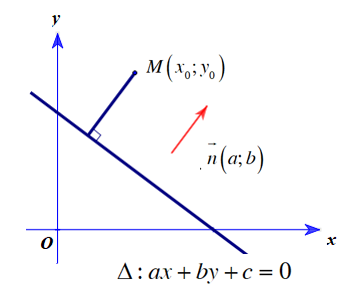 y
M(x₀; y₀)
n⃗(a; b)
O
x
Δ : ax + by + c = 0